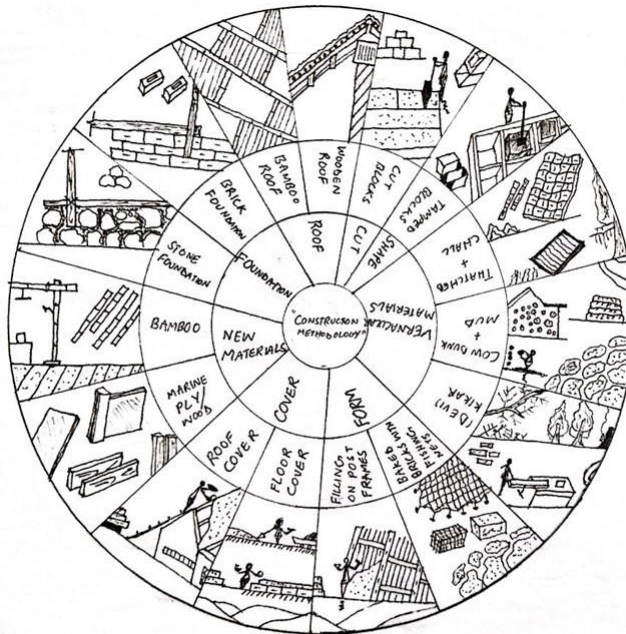 "CONSTRUCSON
METHODOLOGY"
ROOF
CUT
SHAPE
VERNACULAR
MATERIALS
FORM
COVER
NEW
MATERIALS
FOUNDATION
WOODEN
ROOF
CUT
BLOCKS
TAMPED
BLOCKS
THATCHOR
+
CHALL
COW DUNK
+
MUD
(DEVI)
KIKAR
BAKED
BRICKS WITH
FISHING
NETS
FILLING
ON POST
FRAMES
FLOOR
COVER
ROOF
COVER
MARINE
PLY
WOOD
BAMBOO
STONE
FOUNDATION
BRICK
FOUNDATION
BAMBOO
ROOF